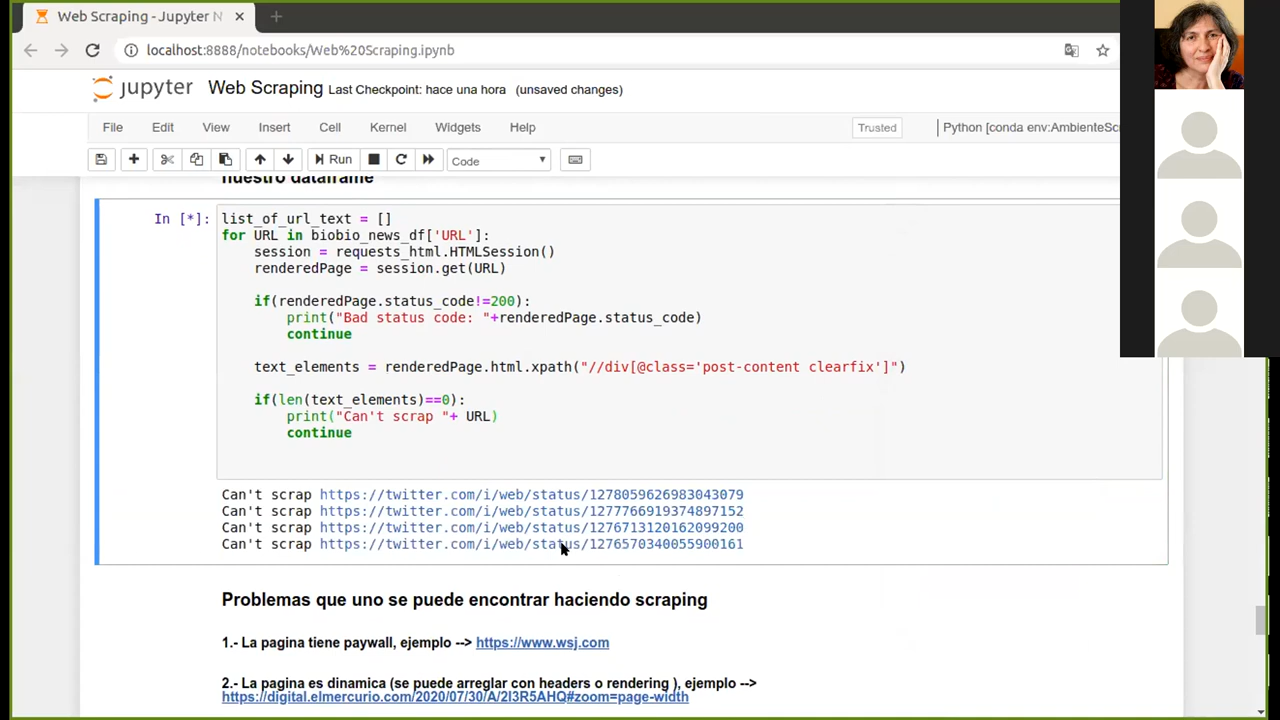 Web Scraping - Jupyter N
localhost:8888/notebooks/Web%20Scraping.ipynb
jupyter Web Scraping Last Checkpoint: hace una hora (unsaved changes)
File Edit View Insert Cell Kernel Widgets Help Trusted Python [conda env:AmbienteSc
Run Code
nuestro dataframe
In [*]: list_of_url_text = []
for URL in biobio_news_df['URL']:
session = requests_html.HTMLSession()
renderedPage = session.get(URL)
if(renderedPage.status_code!=200):
print("Bad status code: "+renderedPage.status_code)
continue
text_elements = renderedPage.html.xpath("//div[@class='post-content clearfix']")
if(len(text_elements)==0):
print("Can't scrap "+ URL)
continue
Can't scrap https://twitter.com/i/web/status/1278059626983043079
Can't scrap https://twitter.com/i/web/status/1277766919374897152
Can't scrap https://twitter.com/i/web/status/1276713120162099200
Can't scrap https://twitter.com/i/web/status/1276570340055900161
Problemas que uno se puede encontrar haciendo scraping
1.- La pagina tiene paywall, ejemplo --> https://www.wsj.com
2.- La pagina es dinamica (se puede arreglar con headers o rendering ), ejemplo -->
https://digital.elmercurio.com/2020/07/30/A/2I3R5AHQ#zoom=page-width